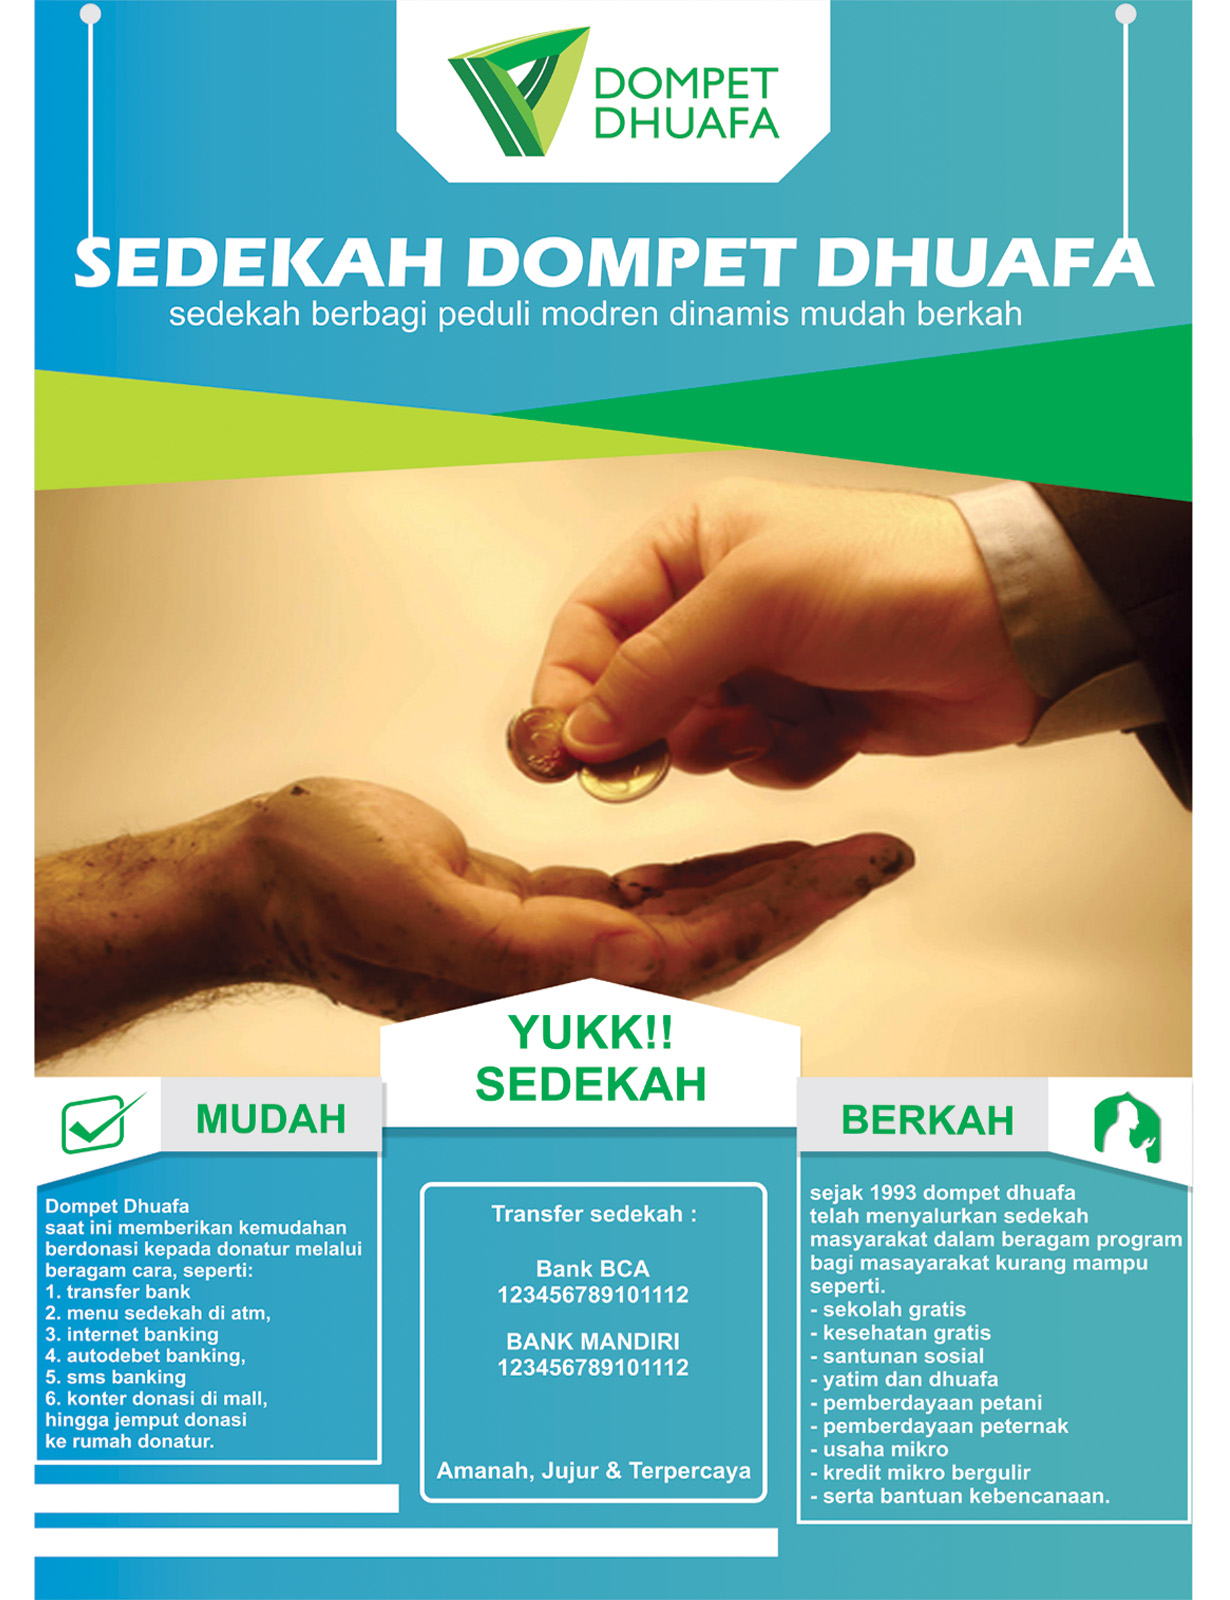 DOMPET
DHUAFA
SEDEKAH DOMPET DHUAFA
sedekah berbagi peduli modren dinamis mudah berkah
YUKK!!
SEDEKAH
MUDAH
Dompet Dhuafa
saat ini memberikan kemudahan
berdonasi kepada donatur melalui
beragam cara, seperti:
1. transfer bank
2. menu sedekah di atm,
3. internet banking
4. autodebet banking,
5. sms banking
6. konter donasi di mall,
hingga jemput donasi
ke rumah donatur.
Transfer sedekah :
Bank BCA
123456789101112
BANK MANDIRI
123456789101112
Amanah, Jujur & Terpercaya
BERKAH
sejak 1993 dompet dhuafa
telah menyalurkan sedekah
masyarakat dalam beragam program
bagi masayarakat kurang mampu
seperti.
- sekolah gratis
- kesehatan gratis
- santunan sosial
- yatim dan dhuafa
- pemberdayaan petani
- pemberdayaan peternak
- usaha mikro
- kredit mikro bergulir
- serta bantuan kebencanaan.